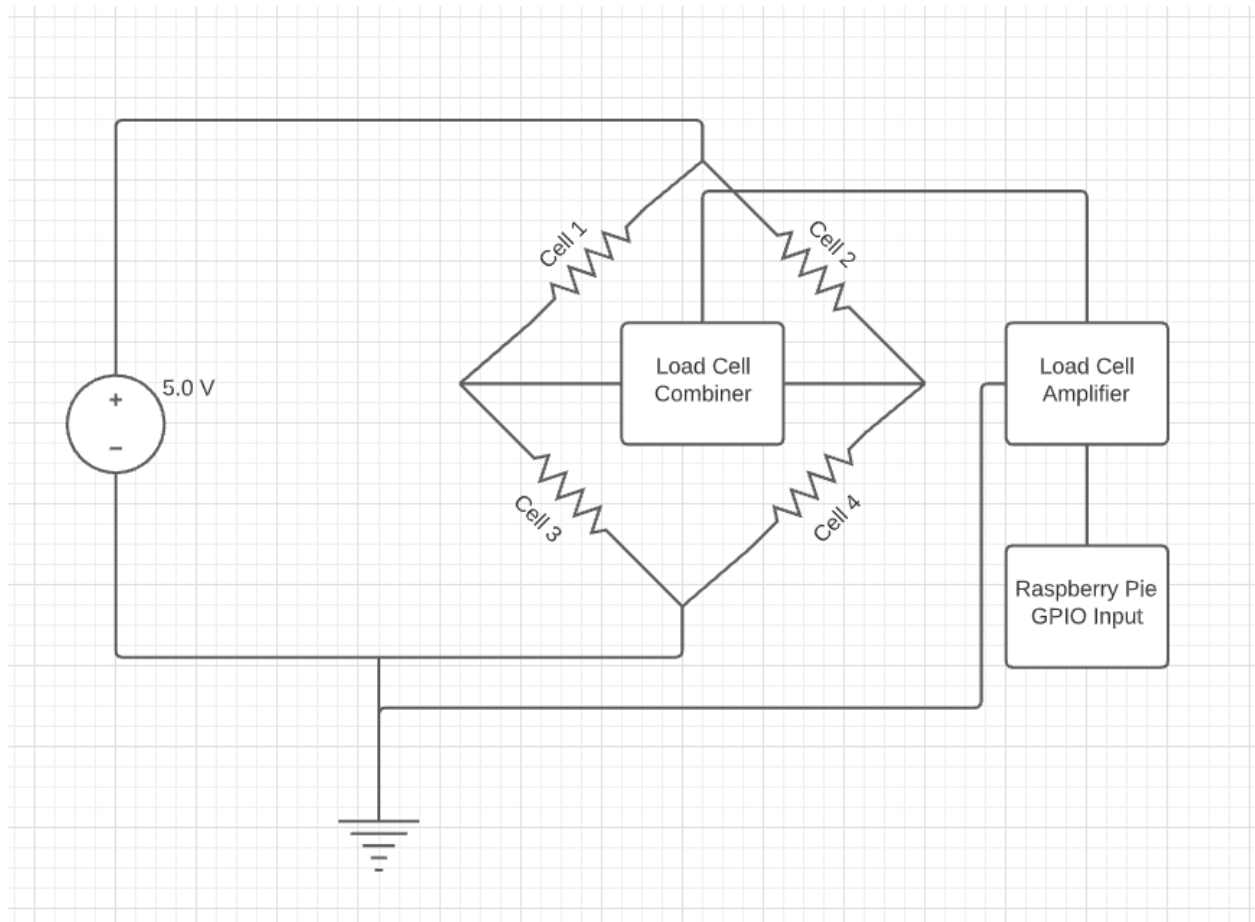 Cell 1
Cell 2
5.0 V
+
−
Load Cell
Combiner
Load Cell
Amplifier
Cell 3
Cell 4
Raspberry Pie
GPIO Input